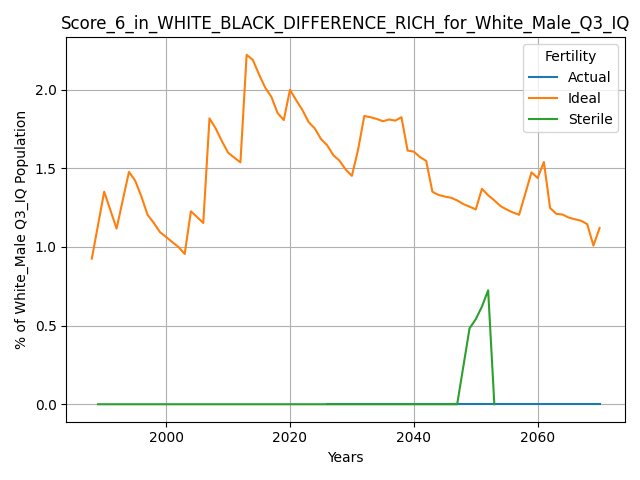 Score_6_in_WHITE_BLACK_DIFFERENCE_RICH_for_White_Male_Q3_IQ
Fertility
Actual
Ideal
Sterile
% of White_Male Q3_IQ Population
2.0
1.5
1.0
0.5
0.0
2000
2020
2040
2060
Years